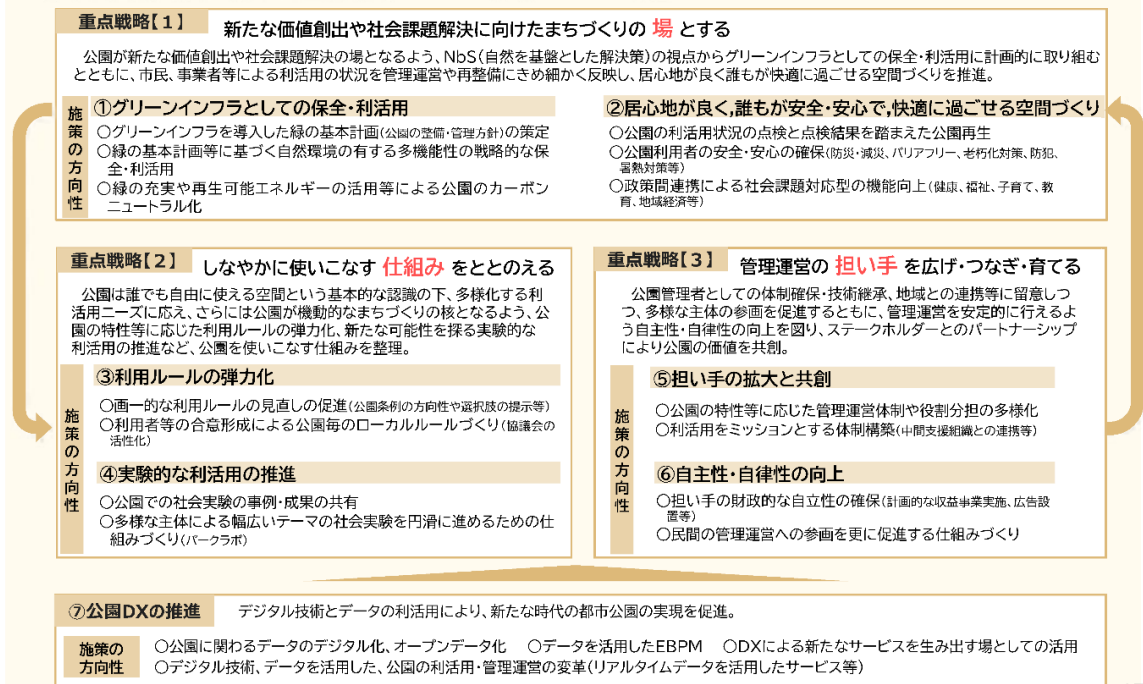 重点戦略【1】 新たな価値創出や社会課題解決に向けたまちづくりの 場 とする
公園が新たな価値創出や社会課題解決の場となるよう、NbS(自然を基盤とした解決策)の視点からグリーンインフラとしての保全・利活用に計画的に取り組む
とともに、市民、事業者等による利活用の状況を管理運営や再整備にきめ細かく反映し、居心地が良く誰もが快適に過ごせる空間づくりを推進。
施策の方向性
①グリーンインフラとしての保全・利活用
○グリーンインフラを導入した緑の基本計画(公園の整備・管理方針)の策定
○緑の基本計画等に基づく自然環境の有する多機能性の戦略的な保
全・利活用
○緑の充実や再生可能エネルギーの活用等による公園のカーボン
ニュートラル化
②居心地が良く,誰もが安全・安心で,快適に過ごせる空間づくり
○公園の利活用状況の点検と点検結果を踏まえた公園再生
○公園利用者の安全・安心の確保(防災・減災、バリアフリー、老朽化対策、防犯、
暑熱対策等)
○政策間連携による社会課題対応型の機能向上(健康、福祉、子育て、教
育、地域経済等)
重点戦略【2】 しなやかに使いこなす 仕組み をととのえる
公園は誰でも自由に使える空間という基本的な認識の下、多様化する利
活用ニーズに応え、さらには公園が機動的なまちづくりの核となるよう、公
園の特性等に応じた利用ルールの弾力化、新たな可能性を探る実験的な
利活用の推進など、公園を使いこなす仕組みを整理。
施策の方向性
③利用ルールの弾力化
○画一的な利用ルールの見直しの促進(公園条例の方向性や選択肢の提示等)
○利用者等の合意形成による公園毎のローカルルールづくり(協議会の
活性化)
④実験的な利活用の推進
○公園での社会実験の事例・成果の共有
○多様な主体による幅広いテーマの社会実験を円滑に進めるための仕
組みづくり(パークラボ)
重点戦略【3】 管理運営の 担い手 を広げ・つなぎ・育てる
公園管理者としての体制確保・技術継承、地域との連携等に留意しつ
つ、多様な主体の参画を促進するともに、管理運営を安定的に行えるよ
う自主性・自律性の向上を図り、ステークホルダーとのパートナーシップ
により公園の価値を共創。
施策の方向性
⑤担い手の拡大と共創
○公園の特性等に応じた管理運営体制や役割分担の多様化
○利活用をミッションとする体制構築(中間支援組織との連携等)
⑥自主性・自律性の向上
○担い手の財政的な自立性の確保(計画的な収益事業実施、広告設
置等)
○民間の管理運営への参画を更に促進する仕組みづくり
⑦公園DXの推進 デジタル技術とデータの利活用により、新たな時代の都市公園の実現を促進。
施策の
方向性
○公園に関わるデータのデジタル化、オープンデータ化 ○データを活用したEBPM ○DXによる新たなサービスを生み出す場としての活用
○デジタル技術、データを活用した、公園の利活用・管理運営の変革(リアルタイムデータを活用したサービス等)